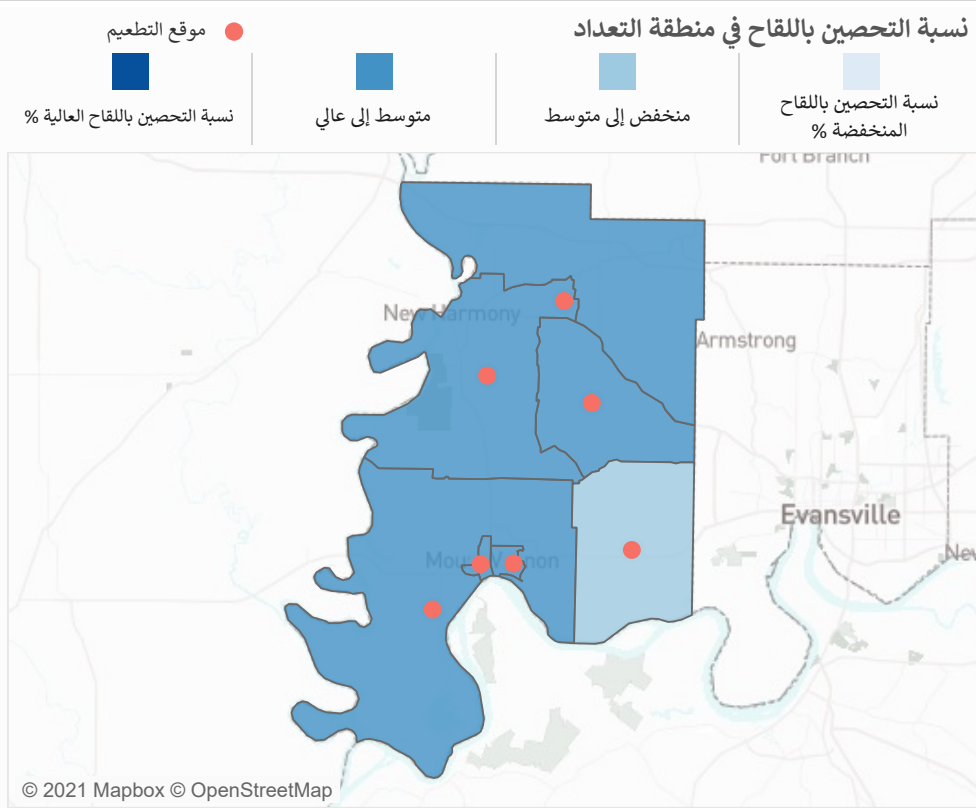 نسبة التحصين باللقاح في منطقة التعداد
موقع التطعيم
نسبة التحصين باللقاح
المنخفضة %
منخفض إلى متوسط
متوسط إلى عالي
نسبة التحصين باللقاح العالية %
Fort Branch
New Harmony
Armstrong
Evansville
Mount Vernon
New
© 2021 Mapbox © OpenStreetMap